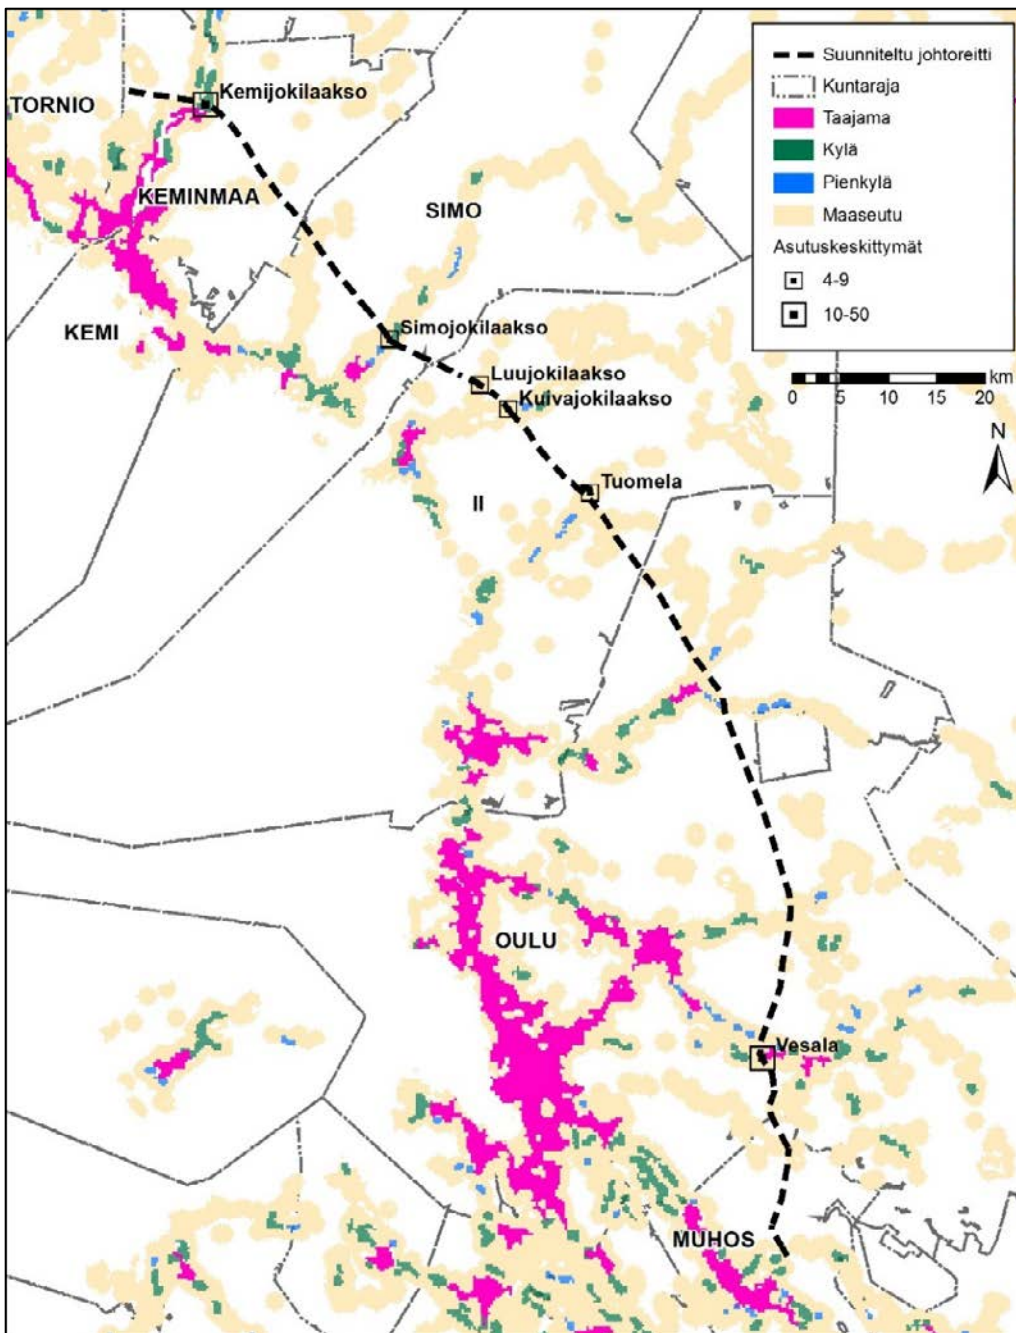 Suunniteltu johtoreitti
Kuntaraja
Taajama
Kylä
Pienkylä
Maaseutu
Asutuskeskittymät
4-9
10-50
km
0 5 10 15 20
N
Kemijokilaakso
TORNIO
KEMINMAA
SIMO
KEMI
Simojokilaakso
Luujokilaakso
Kuivajokilaakso
Tuomela
II
OULU
Vesala
MUHOS